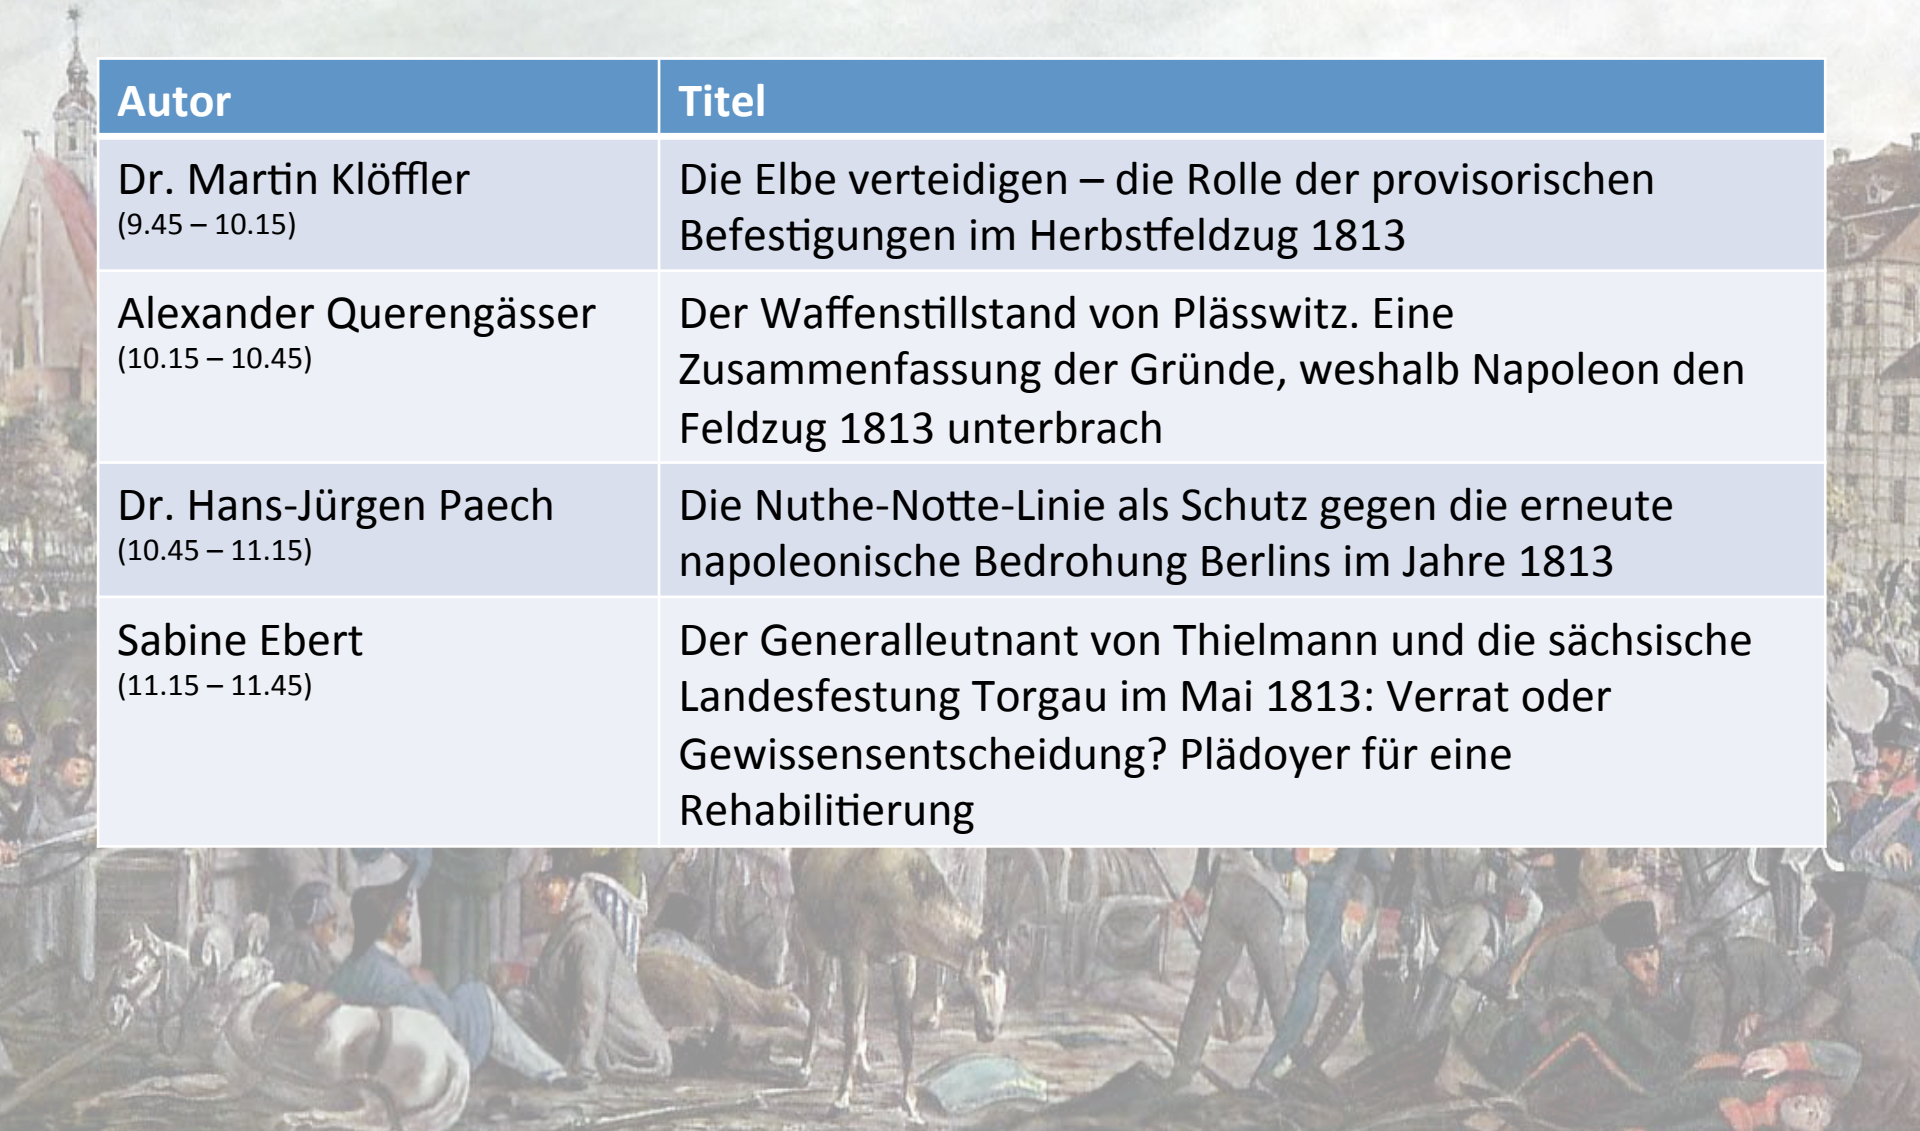 Autor
Titel
Dr. Martin Klöffler
(9.45 – 10.15)
Die Elbe verteidigen – die Rolle der provisorischen
Befestigungen im Herbstfeldzug 1813
Alexander Querengässer
(10.15 – 10.45)
Der Waffenstillstand von Plässwitz. Eine
Zusammenfassung der Gründe, weshalb Napoleon den
Feldzug 1813 unterbrach
Dr. Hans-Jürgen Paech
(10.45 – 11.15)
Die Nuthe-Notte-Linie als Schutz gegen die erneute
napoleonische Bedrohung Berlins im Jahre 1813
Sabine Ebert
(11.15 – 11.45)
Der Generalleutnant von Thielmann und die sächsische
Landesfestung Torgau im Mai 1813: Verrat oder
Gewissensentscheidung? Plädoyer für eine
Rehabilitierung